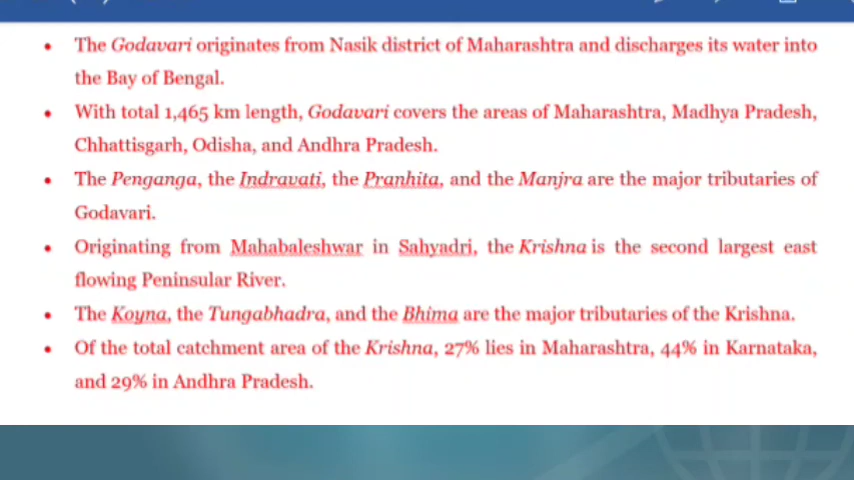 • The Godavari originates from Nasik district of Maharashtra and discharges its water into
the Bay of Bengal.
• With total 1,465 km length, Godavari covers the areas of Maharashtra, Madhya Pradesh,
Chhattisgarh, Odisha, and Andhra Pradesh.
• The Penganga, the Indravati, the Pranhita, and the Manjra are the major tributaries of
Godavari.
• Originating from Mahabaleshwar in Sahyadri, the Krishna is the second largest east
flowing Peninsular River.
• The Koyna, the Tungabhadra, and the Bhima are the major tributaries of the Krishna.
• Of the total catchment area of the Krishna, 27% lies in Maharashtra, 44% in Karnataka,
and 29% in Andhra Pradesh.